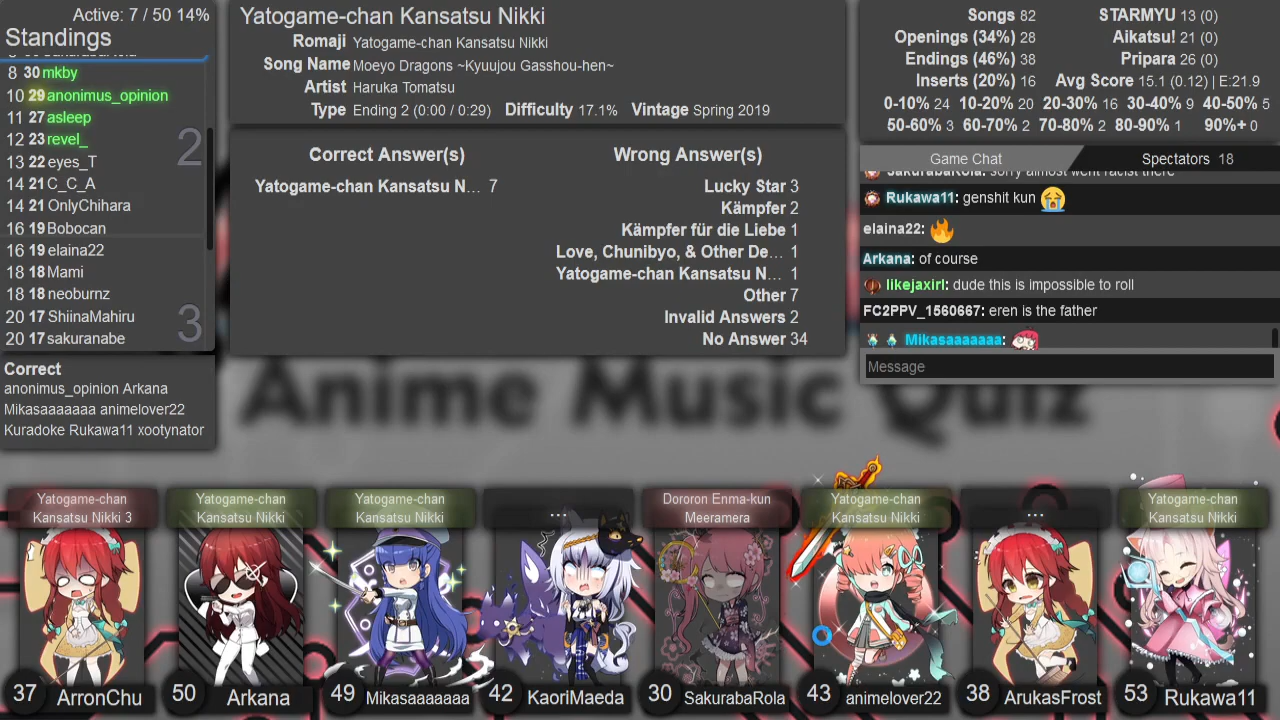 Active: 7 / 50 14%
Standings
8 30 mkby
10 29 anonimus_opinion
11 27 asleep
12 23 revel_
2
13 22 eyes_T
14 21 C_C_A
14 21 OnlyChihara
16 19 Bobocan
16 19 elaina22
18 18 Mami
18 18 neoburnz
20 17 ShiinaMahiru
3
20 17 sakuranabe
Correct
anonimus_opinion Arkana
Mikasaaaaaaa animelover22
Kuradoke Rukawa11 xootynator
Yatogame-chan Kansatsu Nikki
Romaji Yatogame-chan Kansatsu Nikki
Song Name Moeyo Dragons ~Kyuujou Gasshou-hen~
Artist Haruka Tomatsu
Type Ending 2 (0:00 / 0:29) Difficulty 17.1% Vintage Spring 2019
Correct Answer(s)
Yatogame-chan Kansatsu N... 7
Wrong Answer(s)
Lucky Star 3
Kämpfer 2
Kämpfer für die Liebe 1
Love, Chunibyo, & Other De... 1
Yatogame-chan Kansatsu N... 1
Other 7
Invalid Answers 2
No Answer 34
Songs 82
Openings (34%) 28
Endings (46%) 38
Inserts (20%) 16
STARMYU 13 (0)
Aikatsu! 21 (0)
Pripara 26 (0)
Avg Score 15.1 (0.12) | E:21.9
0-10% 24 10-20% 20 20-30% 16 30-40% 9 40-50% 5
50-60% 3 60-70% 2 70-80% 2 80-90% 1 90%+ 0
Game Chat
Spectators 18
SakurabaRola: sorry almost went racist there
Rukawa11: genshit kun
elaina22:
Arkana: of course
likejaxirl: dude this is impossible to roll
FC2PPV_1560667: eren is the father
Mikasaaaaaaa:
Message
Anime Music Quiz
Yatogame-chan
Kansatsu Nikki 3
Yatogame-chan
Kansatsu Nikki
Yatogame-chan
Kansatsu Nikki
...
Dororon Enma-kun
Meeramera
Yatogame-chan
Kansatsu Nikki
...
Yatogame-chan
Kansatsu Nikki
37 ArronChu
50 Arkana
49 Mikasaaaaaaa
42 KaoriMaeda
30 SakurabaRola
43 animelover22
38 ArukasFrost
53 Rukawa11